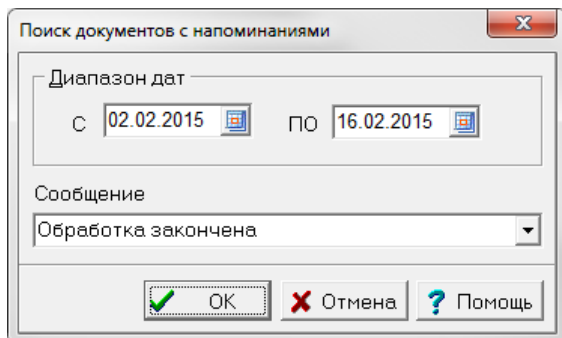 Поиск документов с напоминаниями
Диапазон дат
С 02.02.2015 ПО 16.02.2015
Сообщение
Обработка закончена
OK Отмена ? Помощь